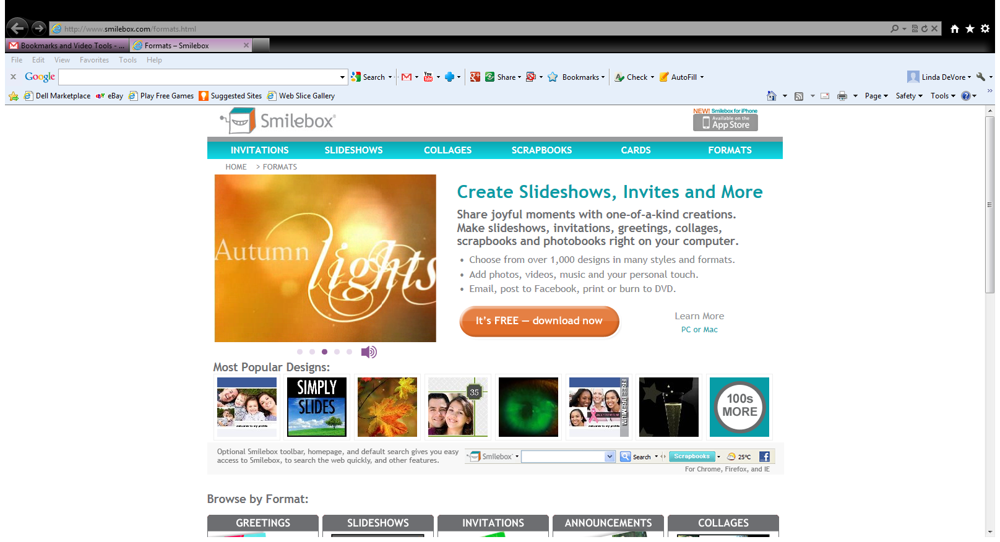 http://www.smilebox.com/formats.html
Bookmarks and Video Tools - ...
Formats – Smilebox
File Edit View Favorites Tools Help
x Google Search Share Bookmarks Check AutoFill Linda DeVore
Dell Marketplace eBay Play Free Games Suggested Sites Web Slice Gallery Page Safety Tools
Smilebox
NEW! Smilebox for iPhone
Available on the
App Store
INVITATIONS SLIDESHOWS COLLAGES SCRAPBOOKS CARDS FORMATS
HOME > FORMATS
Autumn lights
Create Slideshows, Invites and More
Share joyful moments with one-of-a-kind creations.
Make slideshows, invitations, greetings, collages,
scrapbooks and photobooks right on your computer.
• Choose from over 1,000 designs in many styles and formats.
• Add photos, videos, music and your personal touch.
• Email, post to Facebook, print or burn to DVD.
It's FREE — download now
Learn More
PC or Mac
Most Popular Designs:
welcome to my profile
SIMPLY
SLIDES
35
FREE PREMIUM
welcome to my profile
100s
MORE
Optional Smilebox toolbar, homepage, and default search gives you easy
access to Smilebox, to search the web quickly, and other features.
Smilebox Search Scrapbooks 25°C
For Chrome, Firefox, and IE
Browse by Format:
GREETINGS SLIDESHOWS INVITATIONS ANNOUNCEMENTS COLLAGES